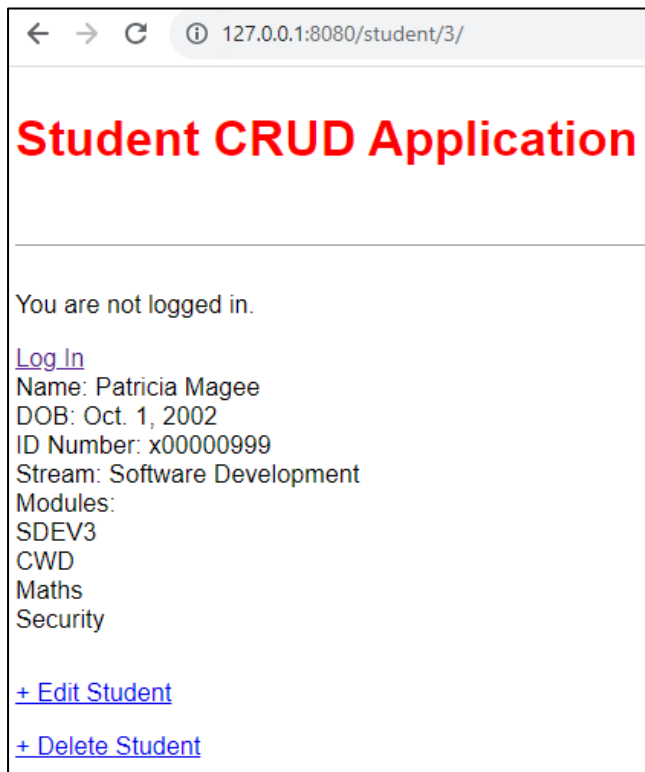 127.0.0.1:8080/student/3/
Student CRUD Application
You are not logged in.
Log In
Name: Patricia Magee
DOB: Oct. 1, 2002
ID Number: x00000999
Stream: Software Development
Modules:
SDEV3
CWD
Maths
Security
+ Edit Student
+ Delete Student